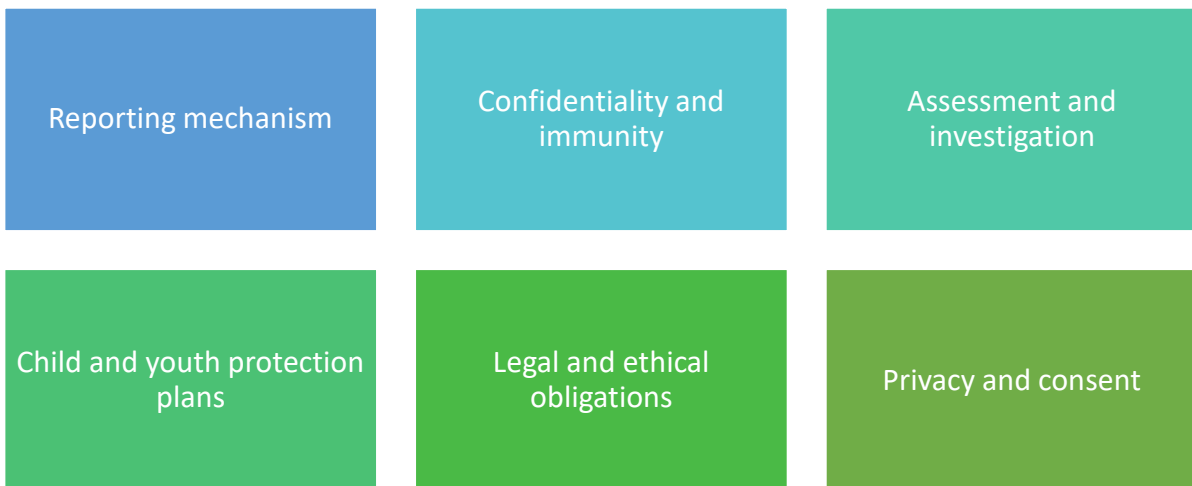 Reporting mechanism
Confidentiality and
immunity
Assessment and
investigation
Child and youth protection
plans
Legal and ethical
obligations
Privacy and consent